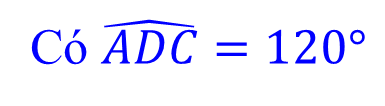 Có $\widehat{ADC} = 120°$